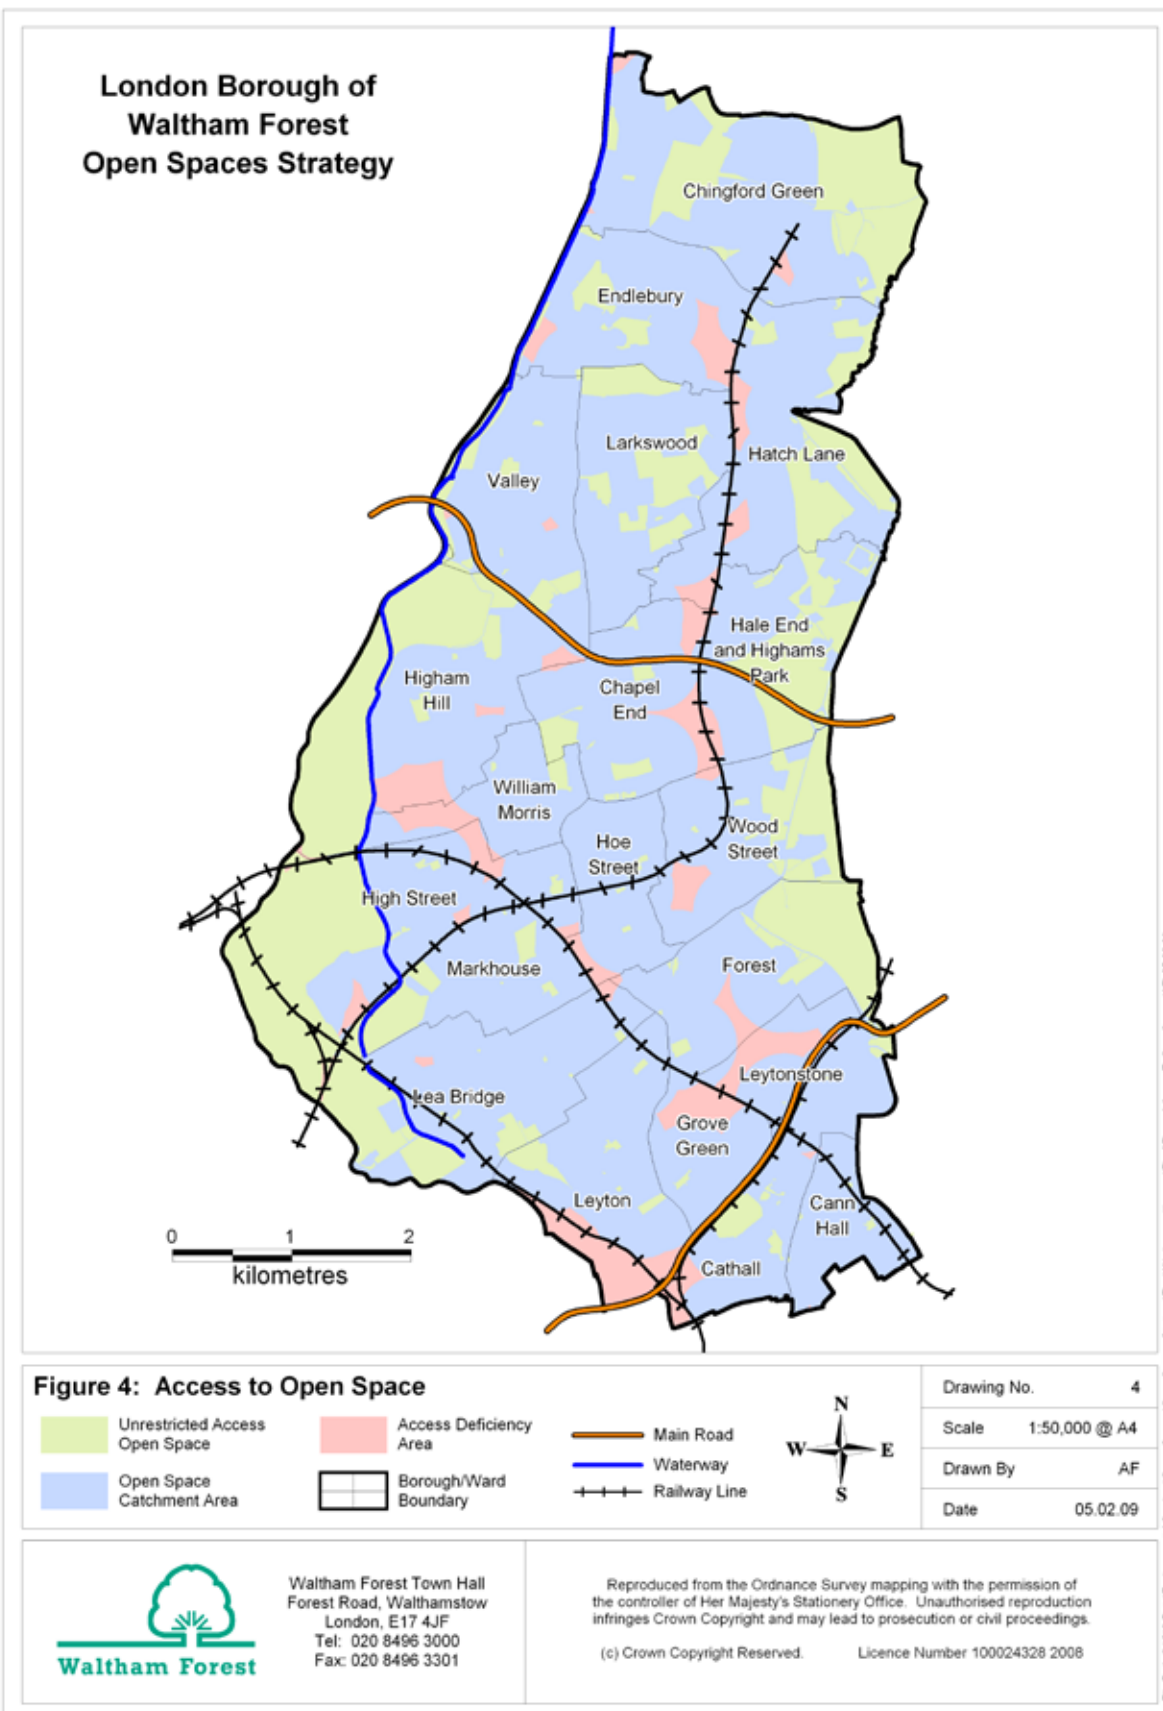 London Borough of
Waltham Forest
Open Spaces Strategy
Chingford Green
Endlebury
Larkswood
Hatch Lane
Valley
Hale End
and Highams
Park
Higham
Hill
Chapel
End
William
Morris
Hoe
Street
Wood
Street
High Street
Markhouse
Forest
Leytonstone
Lea Bridge
Grove
Green
Leyton
Cann
Hall
Cathall
0 1 2
kilometres
Figure 4: Access to Open Space
Unrestricted Access
Open Space
Open Space
Catchment Area
Access Deficiency
Area
Borough/Ward
Boundary
Main Road
Waterway
Railway Line
N
W E
S
Drawing No. 4
Scale 1:50,000 @ A4
Drawn By AF
Date 05.02.09
Waltham Forest
Waltham Forest Town Hall
Forest Road, Walthamstow
London, E17 4JF
Tel: 020 8496 3000
Fax: 020 8496 3301
Reproduced from the Ordnance Survey mapping with the permission of
the controller of Her Majesty's Stationery Office. Unauthorised reproduction
infringes Crown Copyright and may lead to prosecution or civil proceedings.
(c) Crown Copyright Reserved. Licence Number 100024328 2008